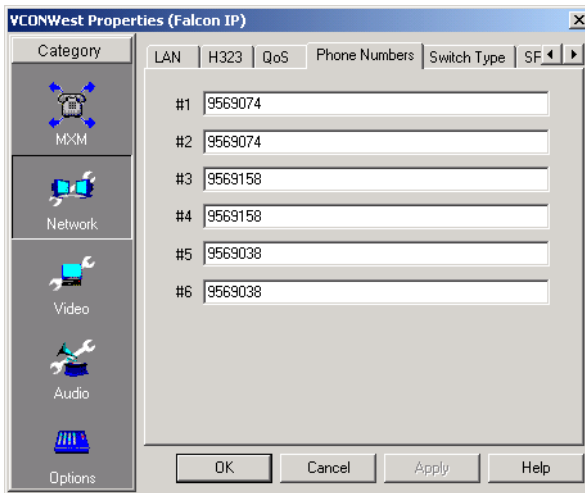 VCONWest Properties (Falcon IP)
Category
MXM
Network
Video
Audio
Options
LAN
H323
QoS
Phone Numbers
Switch Type
#1 9569074
#2 9569074
#3 9569158
#4 9569158
#5 9569038
#6 9569038
OK
Cancel
Apply
Help